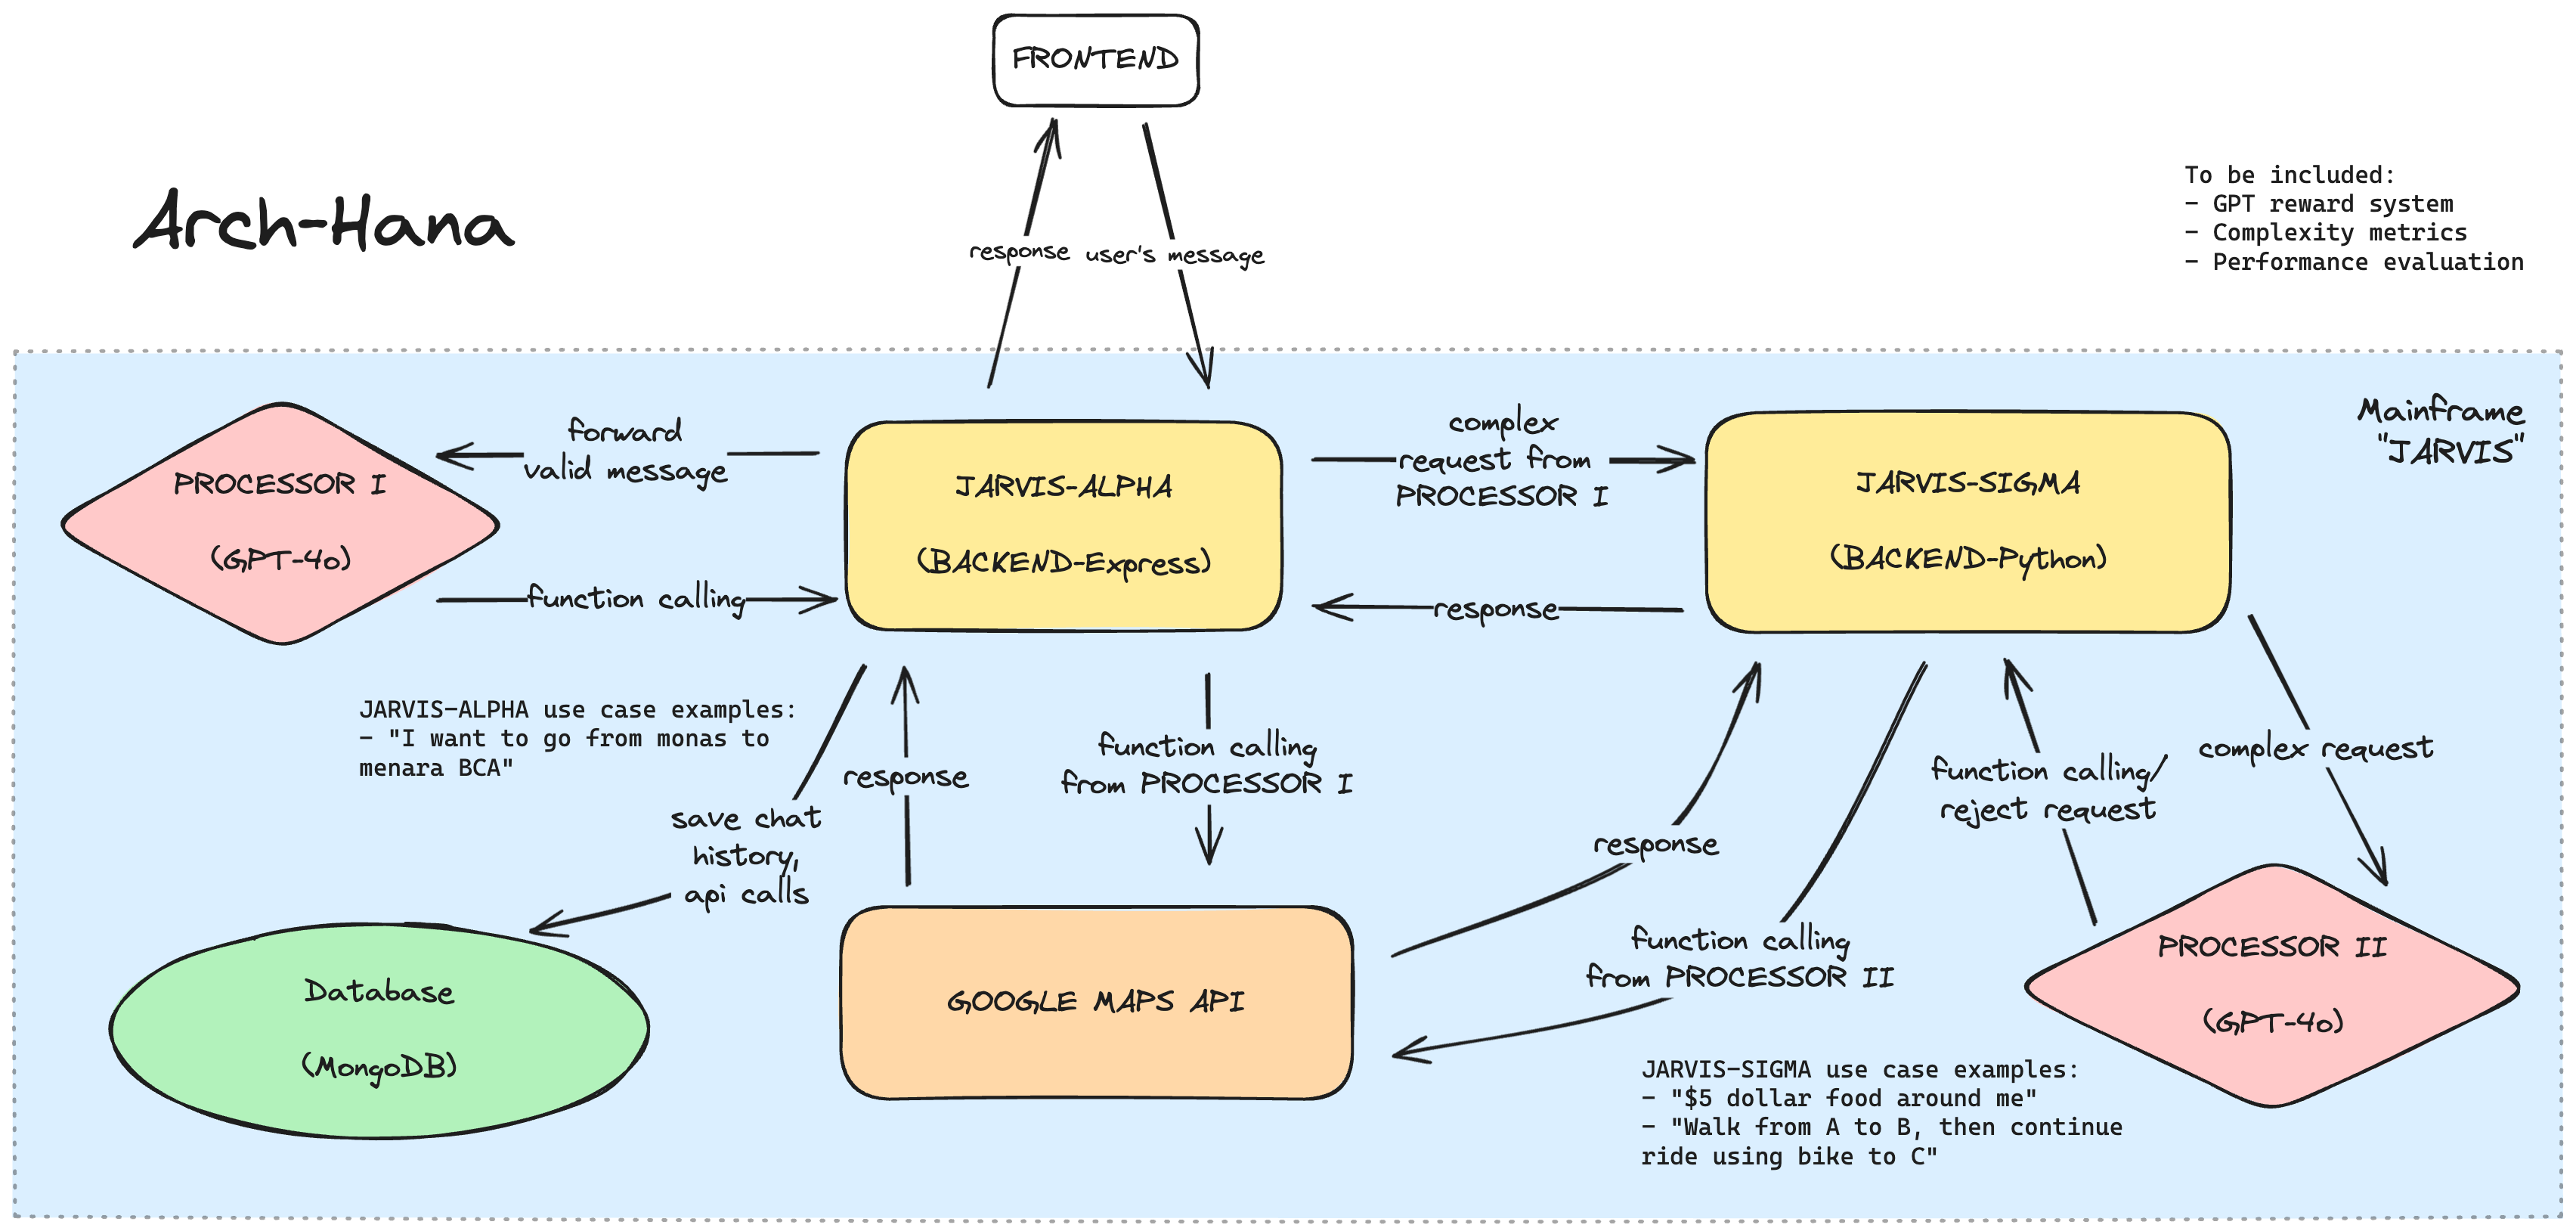 FRONTEND
Arch-Hana
To be included:
- GPT reward system
- Complexity metrics
- Performance evaluation
response
user's message
Mainframe
"JARVIS"
PROCESSOR I
(GPT-4o)
forward
valid message
function calling
JARVIS-ALPHA
(BACKEND-Express)
complex
request from
PROCESSOR I
response
JARVIS-SIGMA
(BACKEND-Python)
JARVIS-ALPHA use case examples:
- "I want to go from monas to
menara BCA"
save chat
history,
api calls
response
function calling
from PROCESSOR I
response
function calling
from PROCESSOR II
function calling/
reject request
complex request
Database
(MongoDB)
GOOGLE MAPS API
PROCESSOR II
(GPT-4o)
JARVIS-SIGMA use case examples:
- "$5 dollar food around me"
- "Walk from A to B, then continue
ride using bike to C"